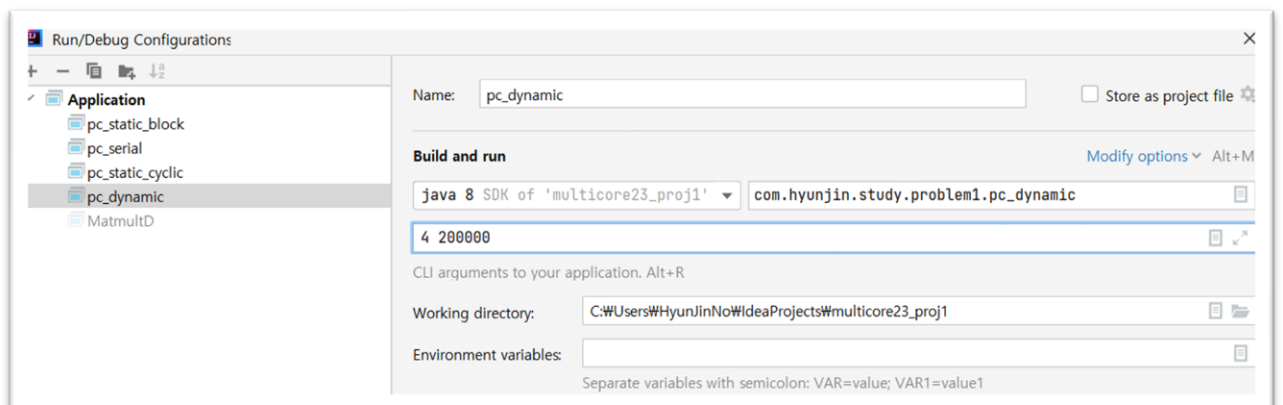 Run/Debug Configurations
Application
pc_static_block
pc_serial
pc_static_cyclic
pc_dynamic
MatmultD
Name: pc_dynamic Store as project file
Build and run Modify options Alt+M
java 8 SDK of 'multicore23_proj1' com.hyunjin.study.problem1.pc_dynamic
4 200000
CLI arguments to your application. Alt+R
Working directory: C:₩Users₩HyunJinNo₩IdeaProjects₩multicore23_proj1
Environment variables:
Separate variables with semicolon: VAR=value; VAR1=value1